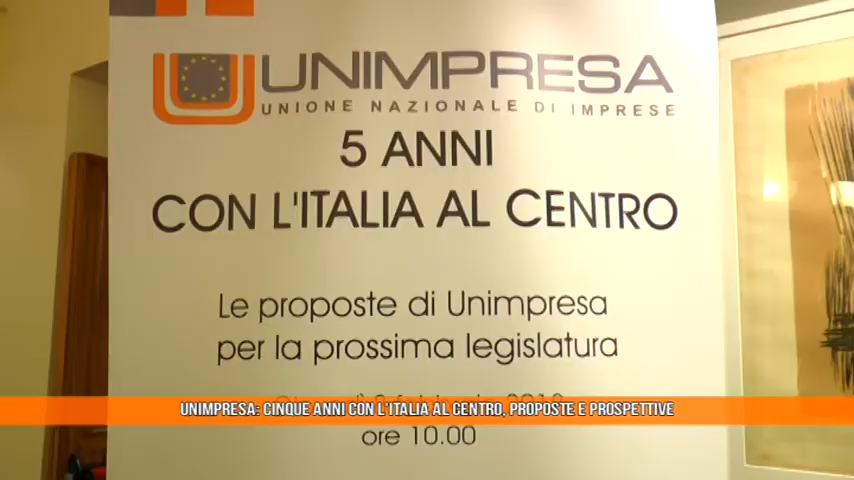 UNIMPRESA
UNIONE NAZIONALE DI IMPRESE
5 ANNI
CON L'ITALIA AL CENTRO
Le proposte di Unimpresa
per la prossima legislatura
UNIMPRESA: CINQUE ANNI CON L'ITALIA AL CENTRO, PROPOSTE E PROSPETTIVE
ore 10.00